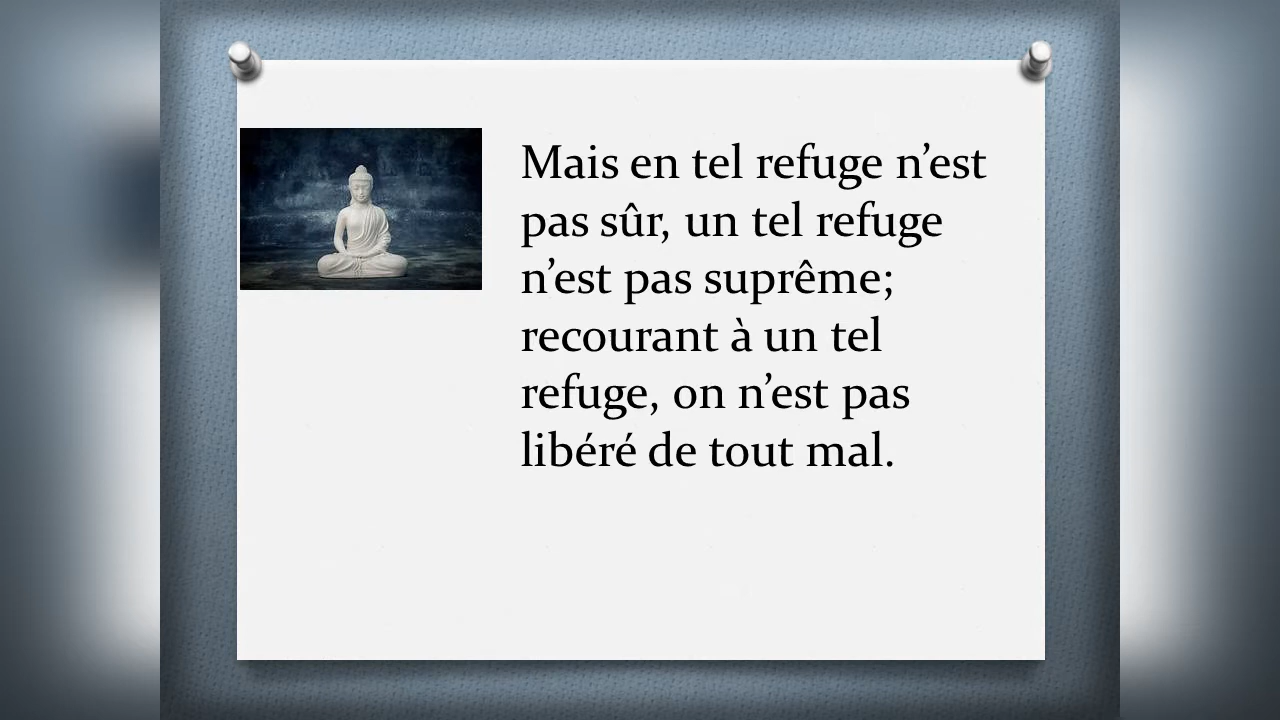 Mais en tel refuge n’est
pas sûr, un tel refuge
n’est pas suprême;
recourant à un tel
refuge, on n’est pas
libéré de tout mal.